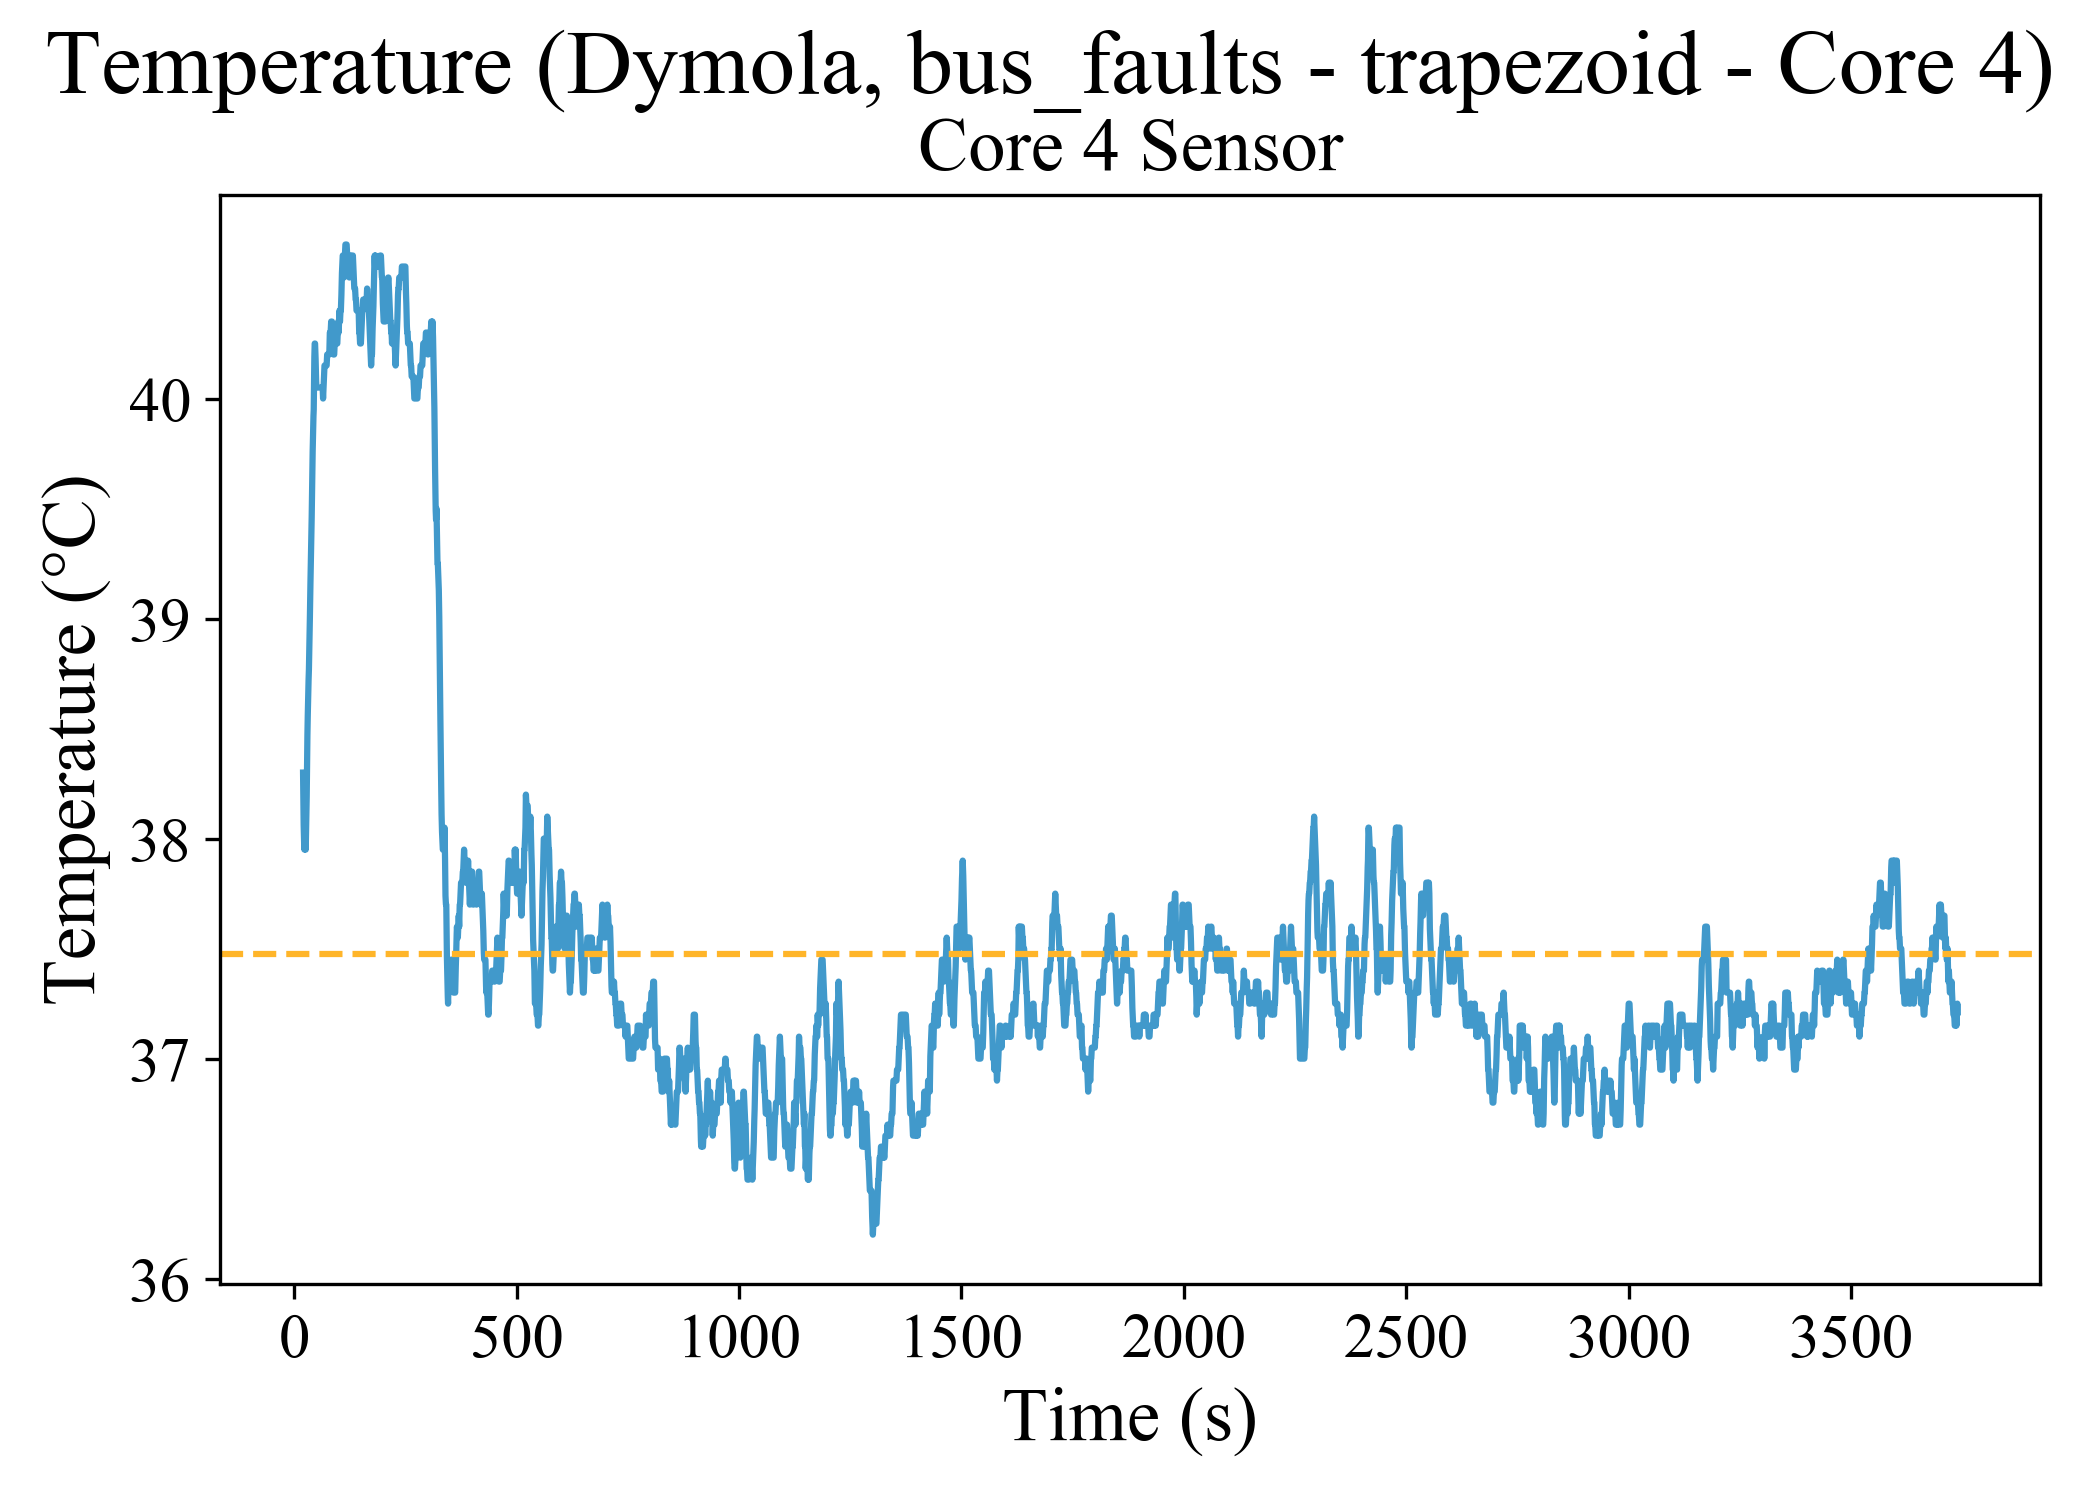 Temperature (Dymola, bus_faults - trapezoid - Core 4)
Core 4 Sensor
Temperature (°C)
40
39
38
37
36
0 500 1000 1500 2000 2500 3000 3500
Time (s)